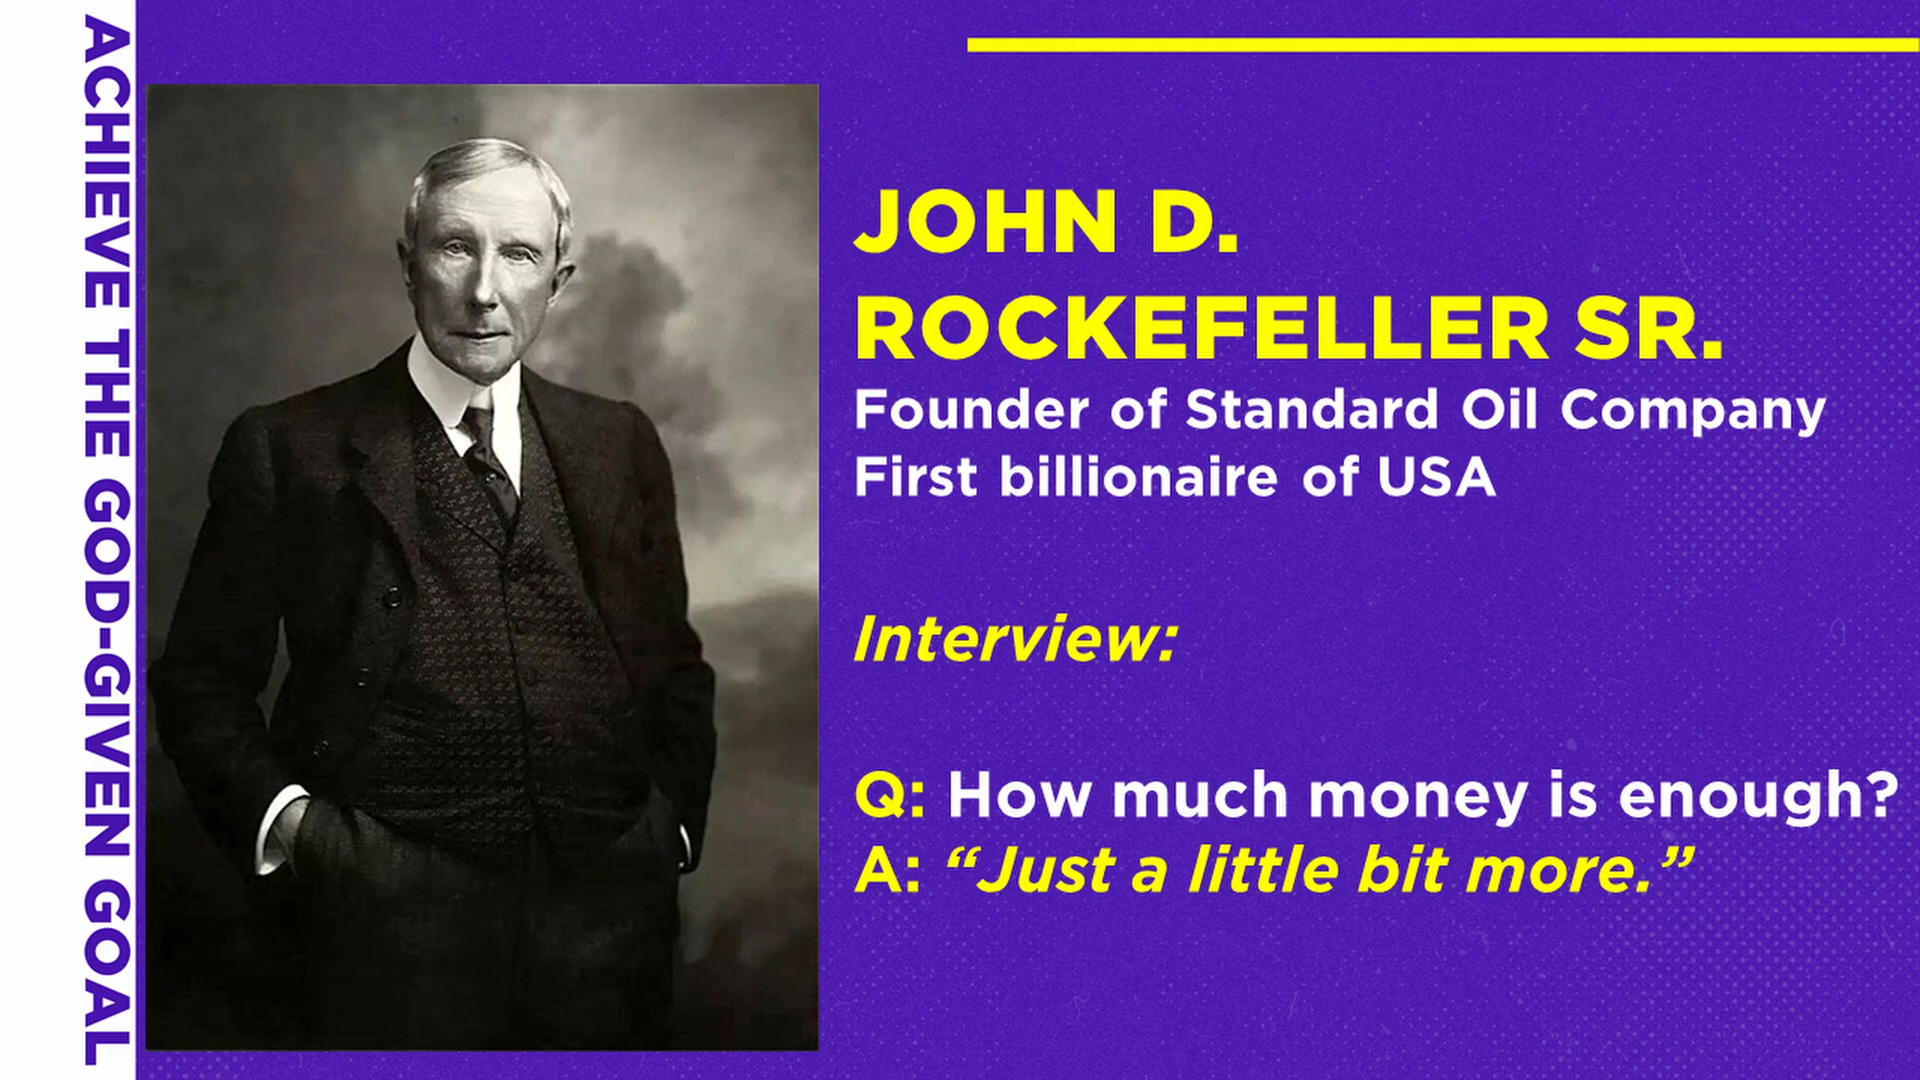 ACHIEVE THE GOD-GIVEN GOAL
JOHN D.
ROCKEFELLER SR.
Founder of Standard Oil Company
First billionaire of USA
Interview:
Q: How much money is enough?
A: “Just a little bit more.”